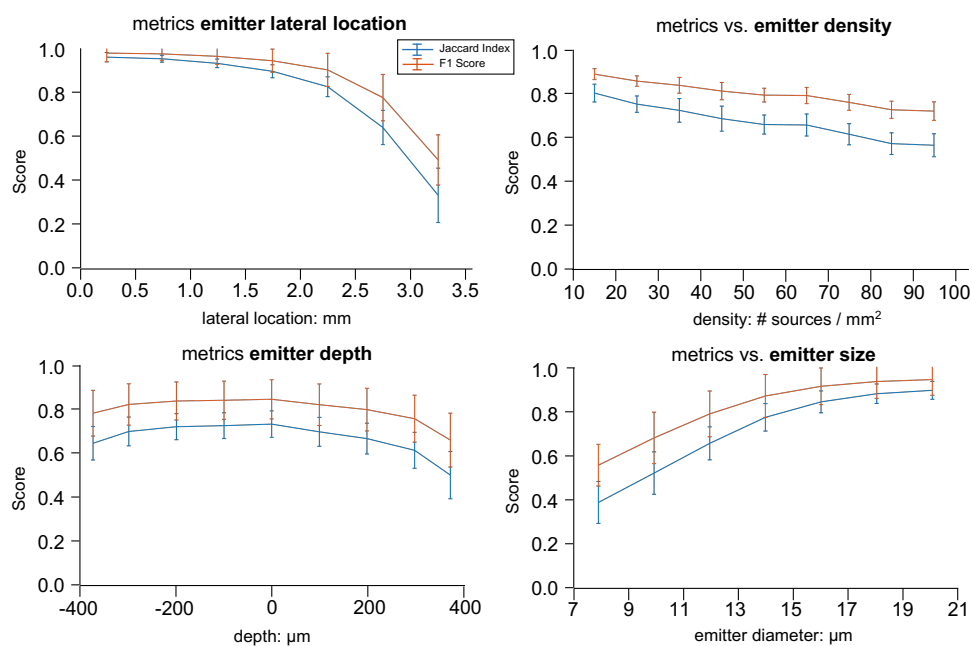 metrics emitter lateral location
Jaccard Index
F1 Score
1.0
0.8
0.6
0.4
0.2
0.0
Score
0.0 0.5 1.0 1.5 2.0 2.5 3.0 3.5
lateral location: mm
metrics vs. emitter density
1.0
0.8
0.6
0.4
0.2
0.0
Score
10 20 30 40 50 60 70 80 90 100
density: # sources / mm²
metrics emitter depth
1.0
0.8
0.6
0.4
0.2
0.0
Score
-400 -200 0 200 400
depth: µm
metrics vs. emitter size
1.0
0.8
0.6
0.4
0.2
0.0
Score
7 9 11 13 14 15 17 19 21
emitter diameter: µm